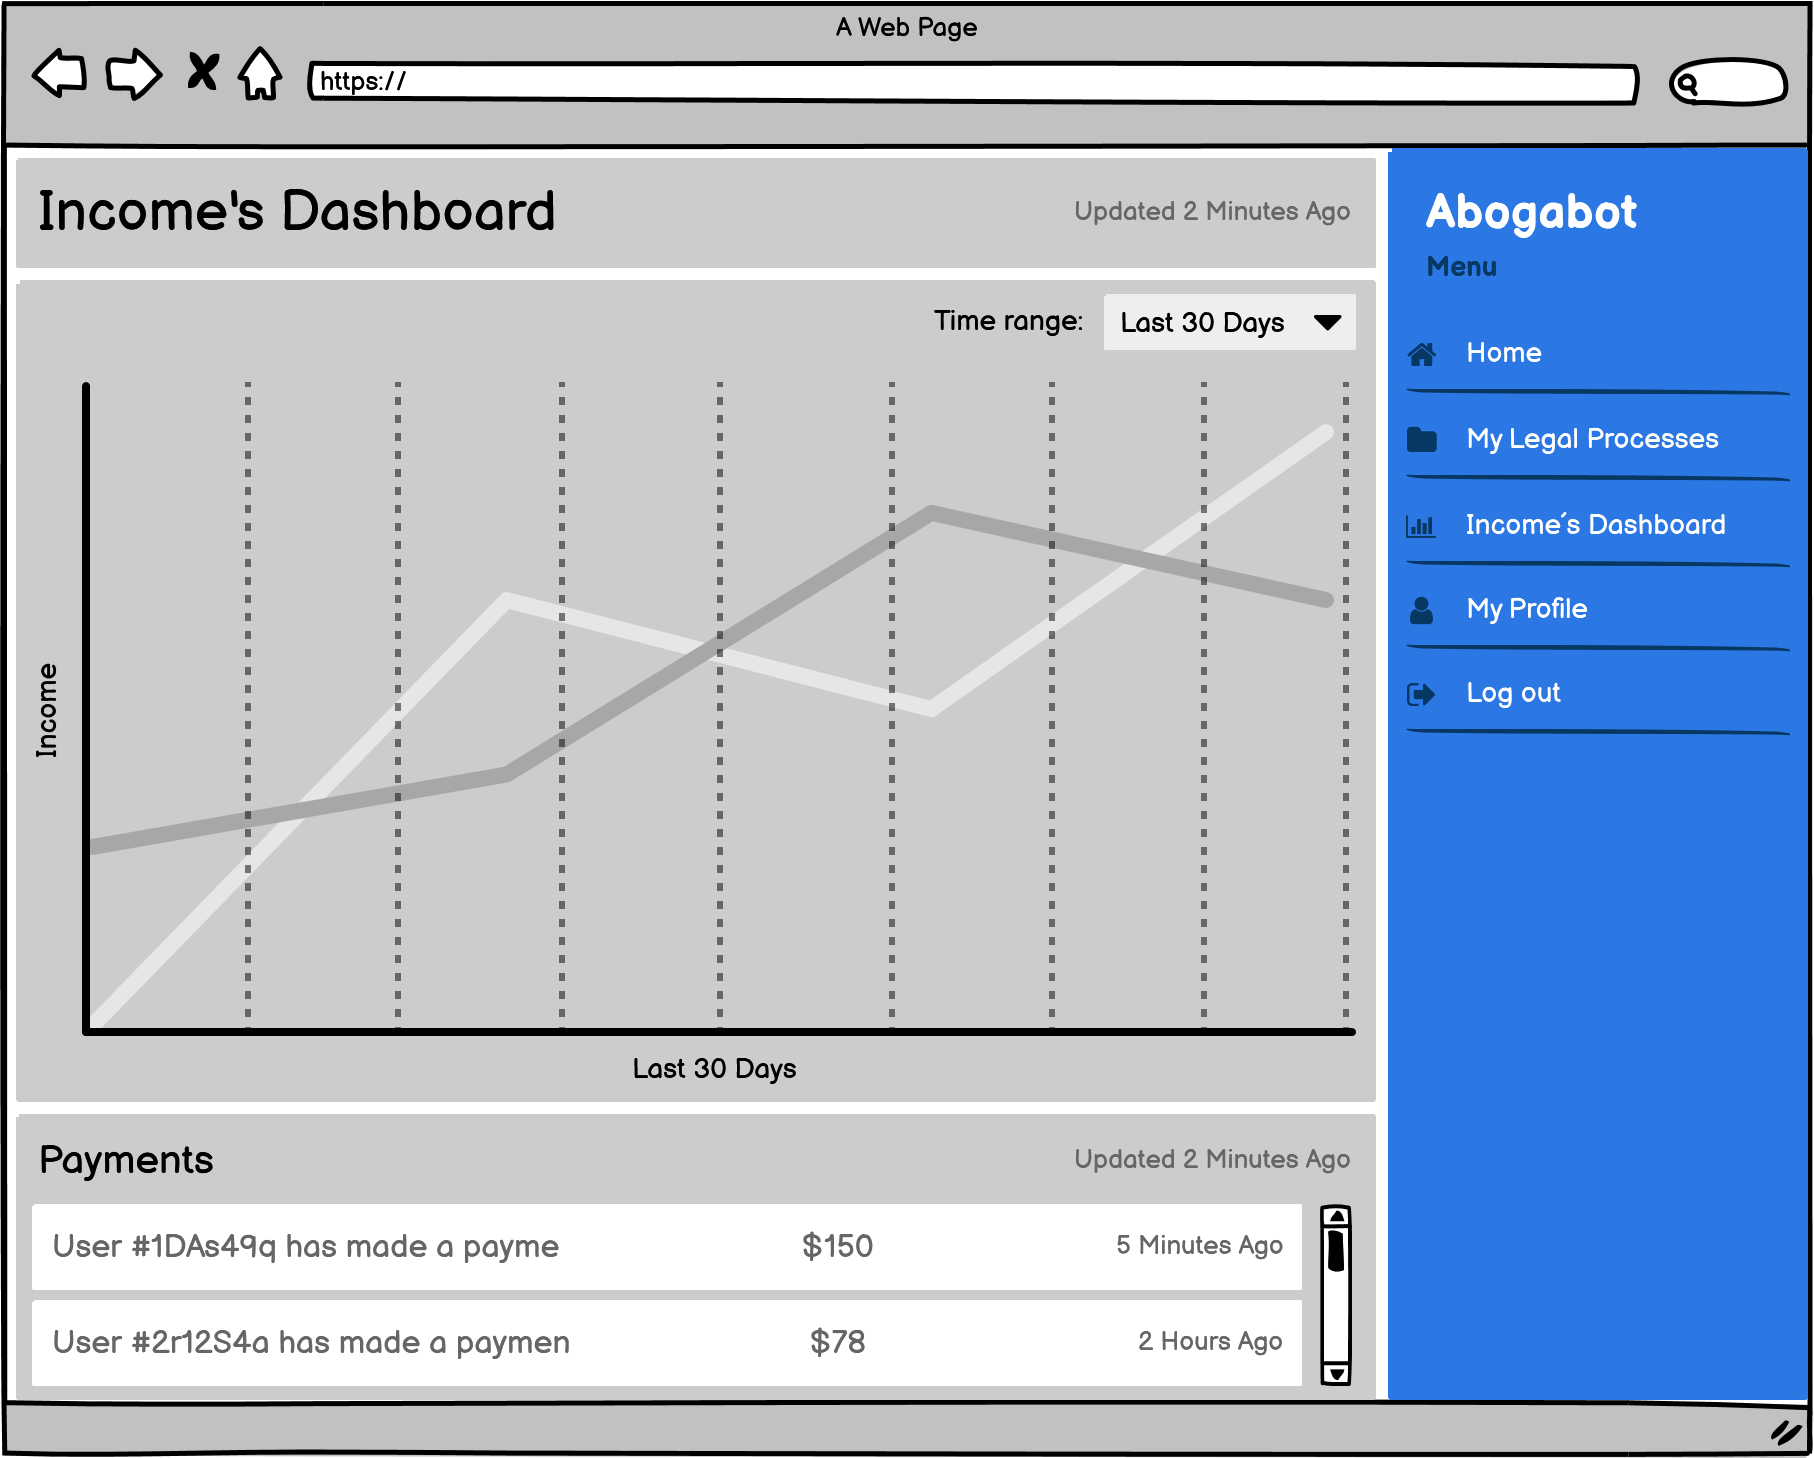 A Web Page
https://
Income's Dashboard
Updated 2 Minutes Ago
Time range:
Last 30 Days
Income
Last 30 Days
Payments
Updated 2 Minutes Ago
User #1DAs49q has made a payme
$150
5 Minutes Ago
User #2r12S4a has made a paymen
$78
2 Hours Ago
Abogabot
Menu
Home
My Legal Processes
Income´s Dashboard
My Profile
Log out